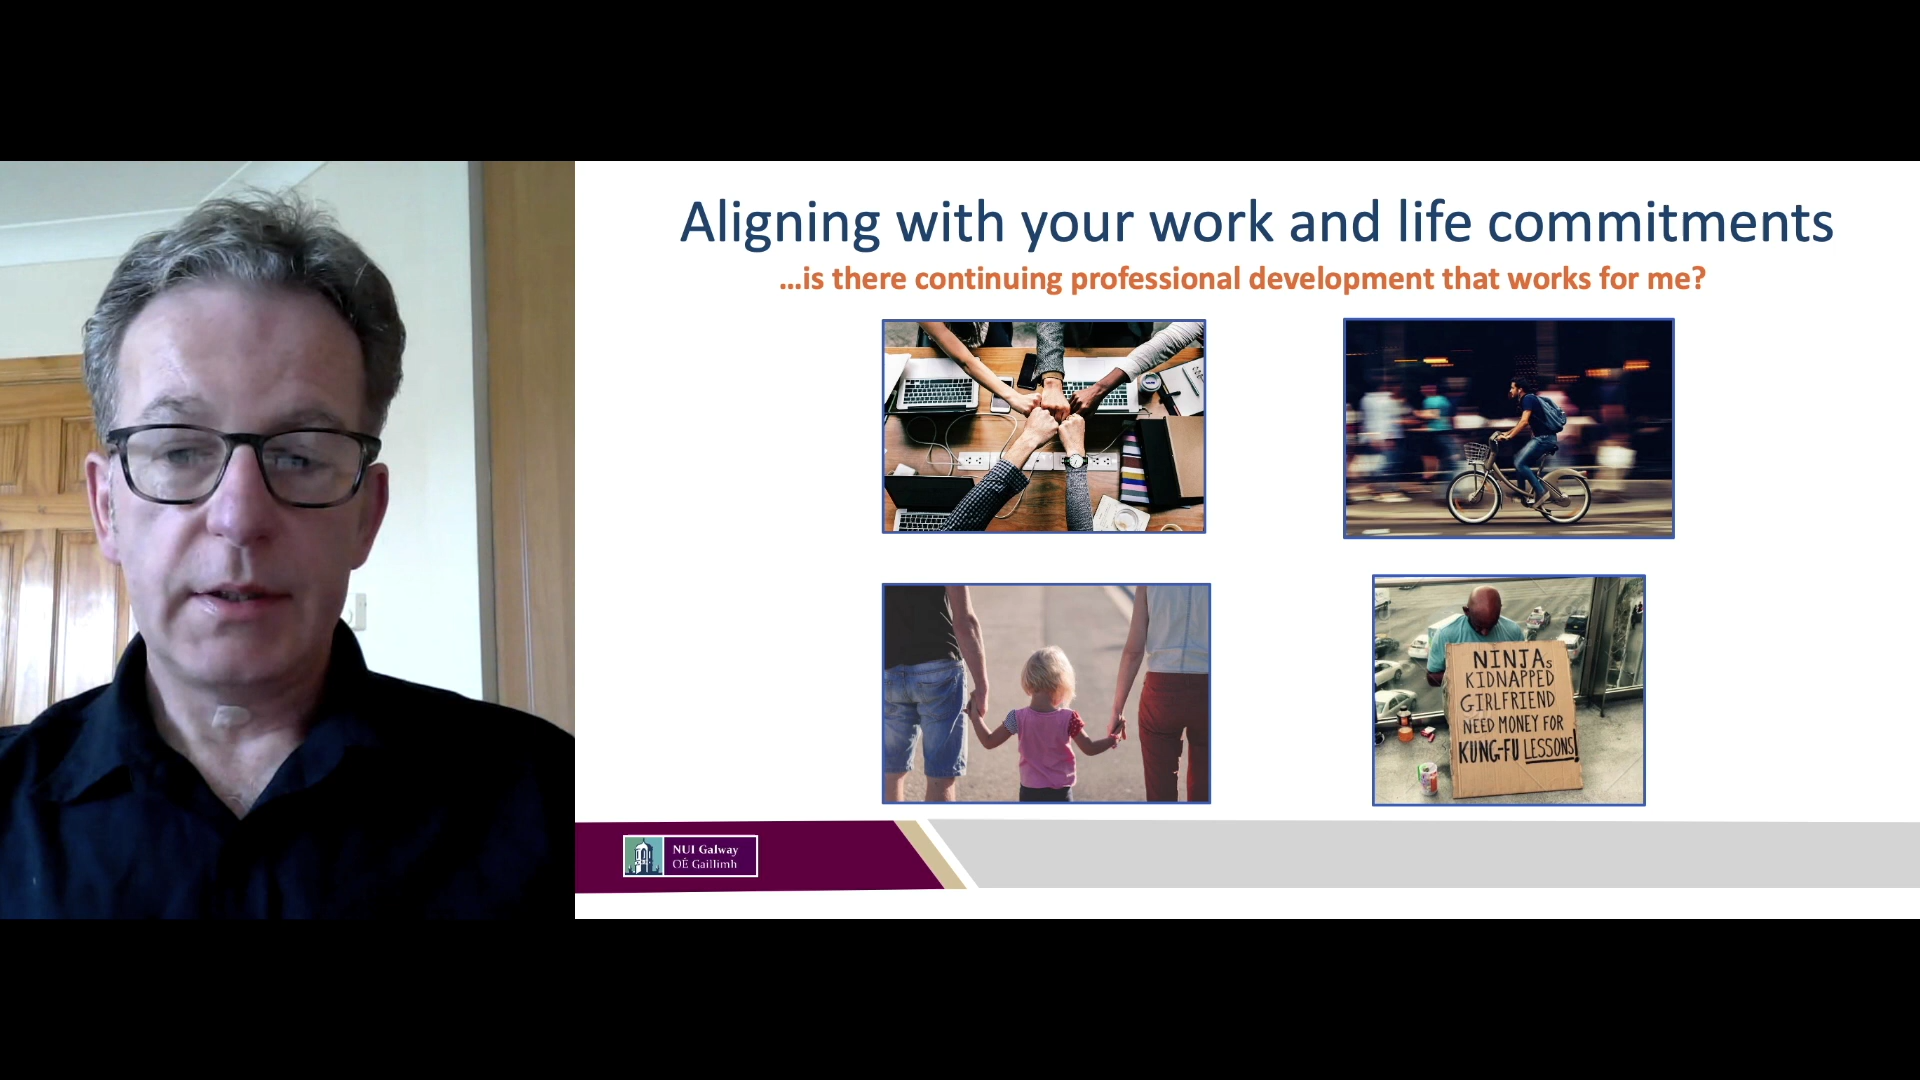 Aligning with your work and life commitments
...is there continuing professional development that works for me?
NINJAs
KIDNAPPED
GIRLFRIEND
NEED MONEY FOR
KUNG-FU LESSONS!
NUI Galway
OÉ Gaillimh